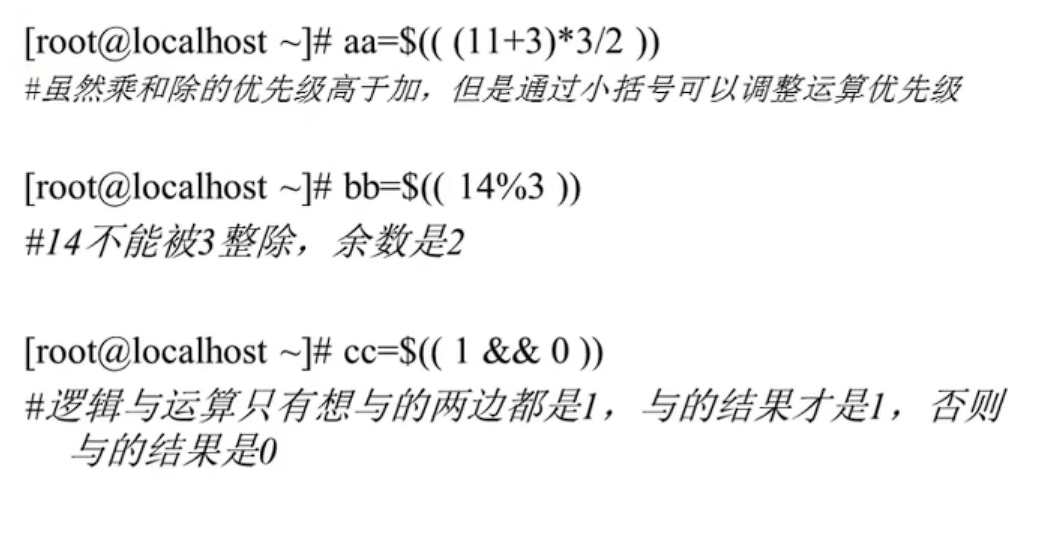 [root@localhost ~]# aa=$(( (11+3)*3/2 ))
#虽然乘和除的优先级高于加，但是通过小括号可以调整运算优先级
[root@localhost ~]# bb=$(( 14%3 ))
#14不能被3整除，余数是2
[root@localhost ~]# cc=$(( 1 && 0 ))
#逻辑与运算只有想与的两边都是1，与的结果才是1，否则
与的结果是0